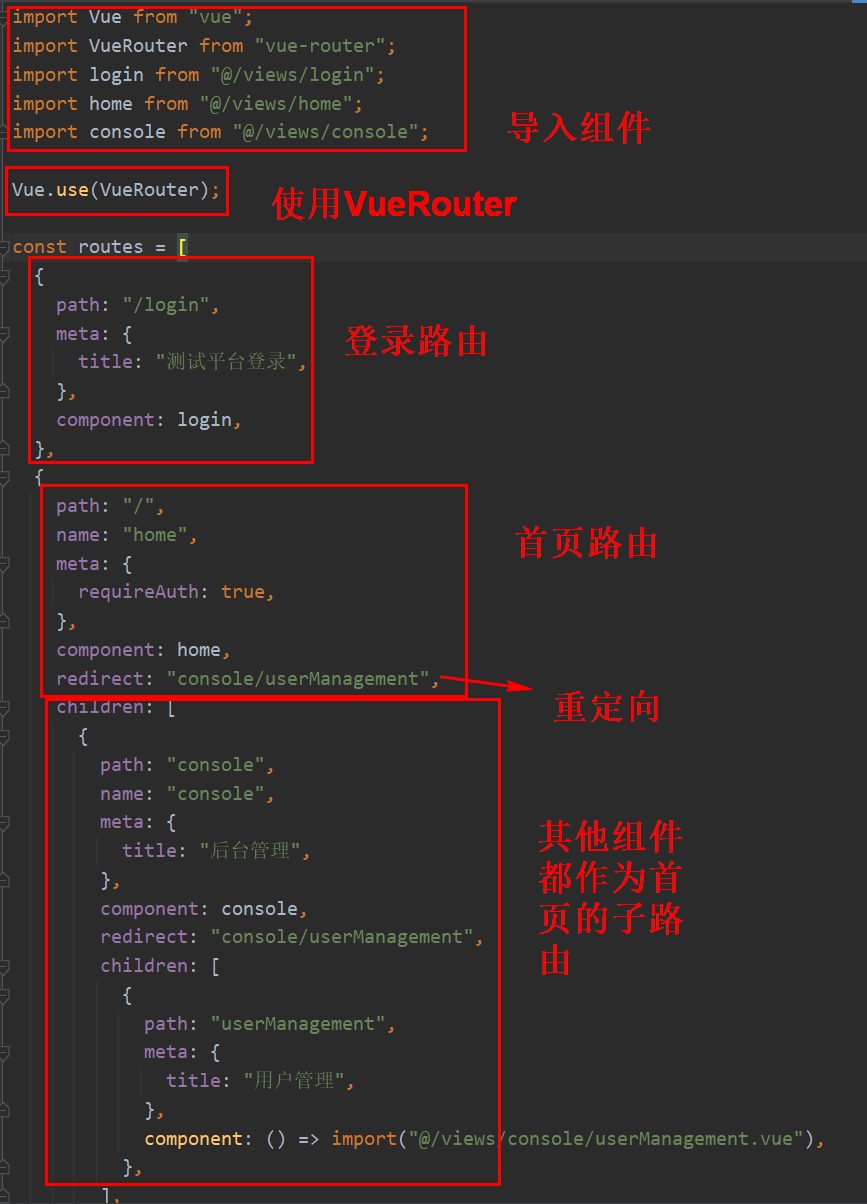 import Vue from "vue";
import VueRouter from "vue-router";
import login from "@/views/login";
import home from "@/views/home";
import console from "@/views/console";
导入组件
Vue.use(VueRouter);
使用VueRouter
const routes = [
{
path: "/login",
meta: {
登录路由
title: "测试平台登录",
},
component: login,
},
{
path: "/",
name: "home",
首页路由
meta: {
requireAuth: true,
},
component: home,
redirect: "console/userManagement",
重定向
children: [
{
path: "console",
name: "console",
meta: {
title: "后台管理",
},
component: console,
redirect: "console/userManagement",
children: [
其他组件
都作为首
页的子路
由
{
path: "userManagement",
meta: {
title: "用户管理",
},
component: () => import("@/views/console/userManagement.vue"),
},
],